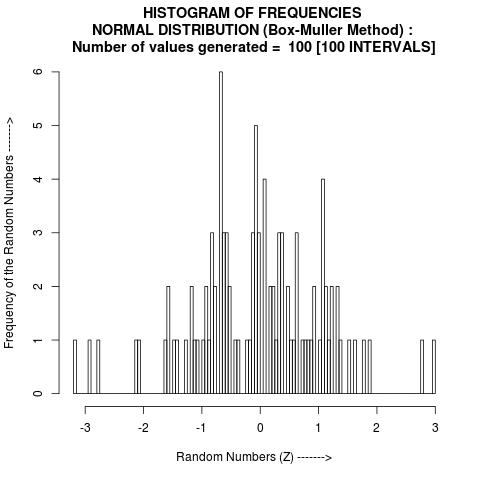 HISTOGRAM OF FREQUENCIES
NORMAL DISTRIBUTION (Box-Muller Method) :
Number of values generated =  100 [100 INTERVALS]
Frequency of the Random Numbers ------->
6
5
4
3
2
1
0
-3 -2 -1 0 1 2 3
Random Numbers (Z) ------->